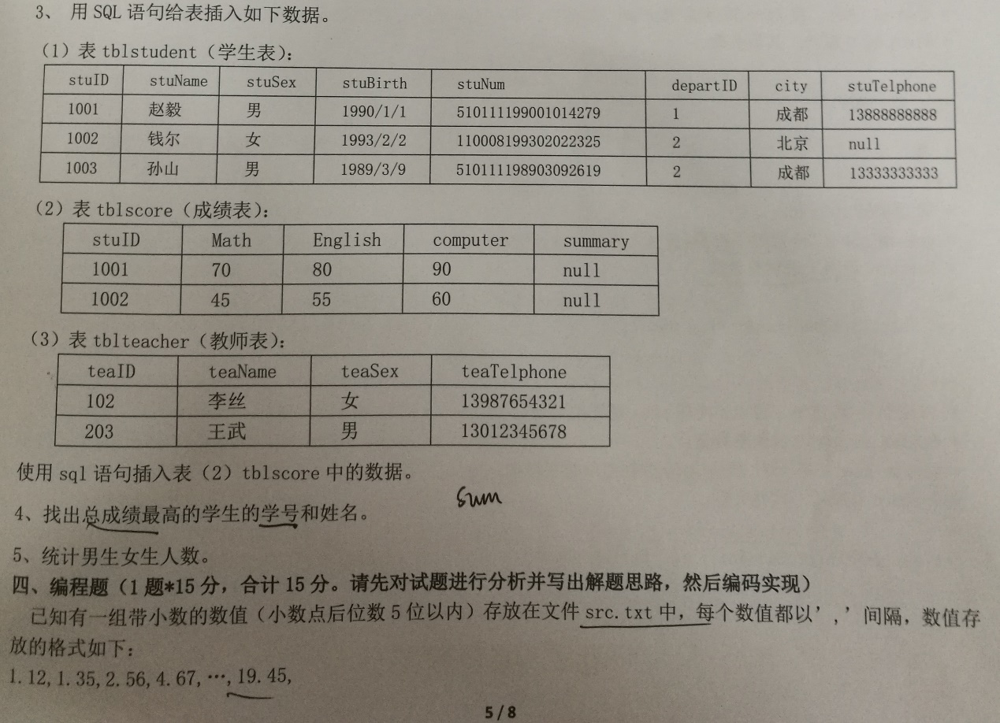 3、 用 SQL 语句给表插入如下数据。
（1）表 tblstudent（学生表）：
stuID stuName stuSex stuBirth stuNum departID city stuTelphone
1001 赵毅 男 1990/1/1 510111199001014279 1 成都 13888888888
1002 钱尔 女 1993/2/2 110008199302022325 2 北京 null
1003 孙山 男 1989/3/9 510111198903092619 2 成都 13333333333
（2）表 tblscore（成绩表）：
stuID Math English computer summary
1001 70 80 90 null
1002 45 55 60 null
（3）表 tblteacher（教师表）：
teaID teaName teaSex teaTelphone
102 李丝 女 13987654321
203 王武 男 13012345678
使用 sql 语句插入表（2）tblscore 中的数据。
sum
4、找出总成绩最高的学生的学号和姓名。
5、统计男生女生人数。
四、编程题（1 题*15 分，合计 15 分。请先对试题进行分析并写出解题思路，然后编码实现）
已知有一组带小数的数值（小数点后位数 5 位以内）存放在文件 src.txt 中，每个数值都以’,’间隔，数值存
放的格式如下：
1.12,1.35,2.56,4.67,…,19.45,
5 / 8